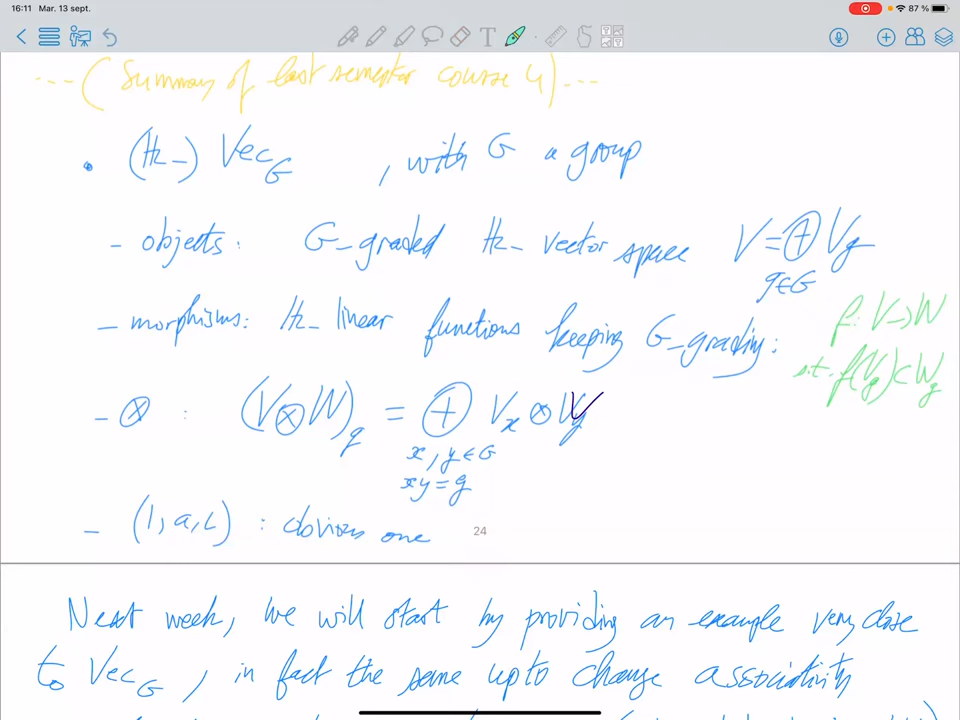 16:11 Mar. 13 sept. 87 %
--- ( Summary of last semester course 4 ) ---
• (𝕜-) Vec_G , with G a group
- objects: G-graded 𝕜-vector space V = ⊕_{g∈G} V_g
- morphisms: 𝕜-linear functions keeping G-grading: f: V → W
s.t. f(V_g) ⊂ W_g
- ⊗ : (V ⊗ W)_g = ⊕_{x, y ∈ G, xy = g} V_x ⊗ W_y
- (1, a, ι) : obvious one
24
Next week, we will start by providing an example very close
to Vec_G, in fact the same up to change associativity